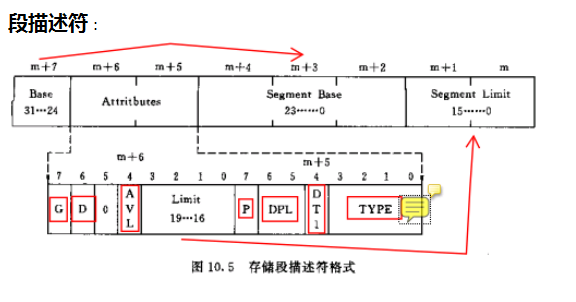 段描述符：
m+7 m+6 m+5 m+4 m+3 m+2 m+1 m
Base Attritbutes Segment Base Segment Limit
31…24 23……0 15……0
m+6 m+5
7 6 5 4 3 2 1 0 7 6 5 4 3 2 1 0
G D 0 AVL Limit 19…16 P DPL DT1 TYPE
图 10.5 存储段描述符格式